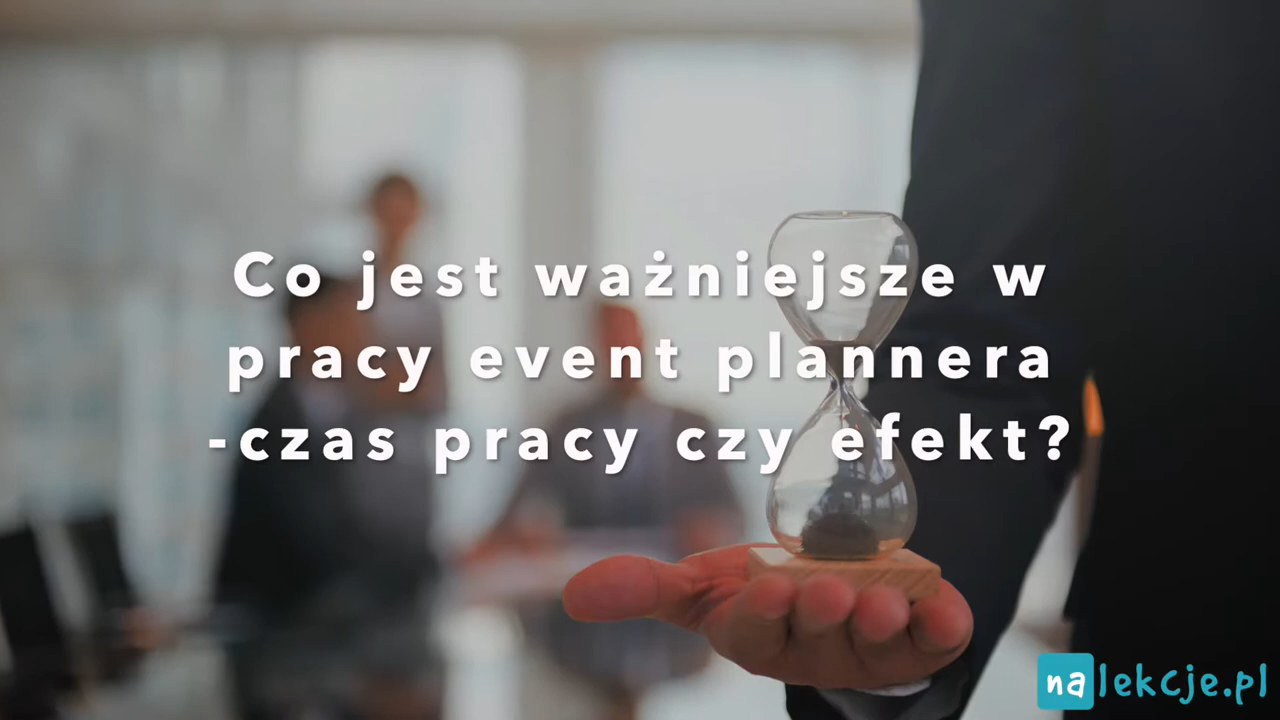 Co jest ważniejsze w
pracy event plannera
-czas pracy czy efekt?
nalekcje.pl